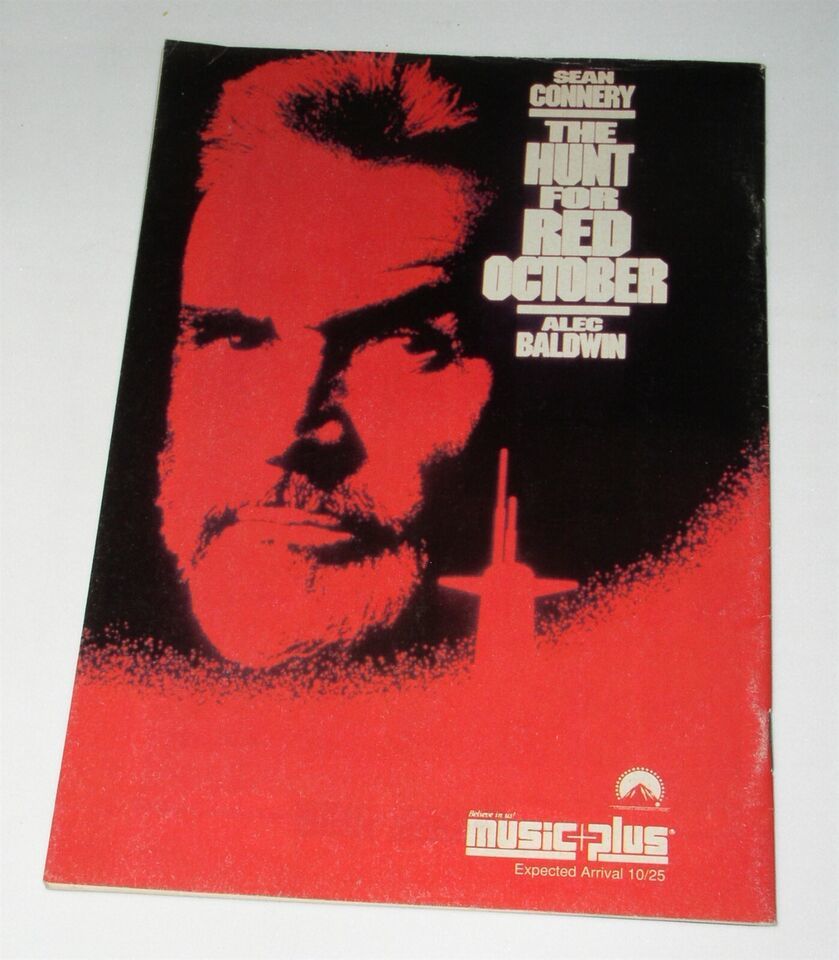 SEAN
CONNERY
THE
HUNT
FOR
RED
OCTOBER
ALEC
BALDWIN
Believe in us!
music+plus®
Expected Arrival 10/25